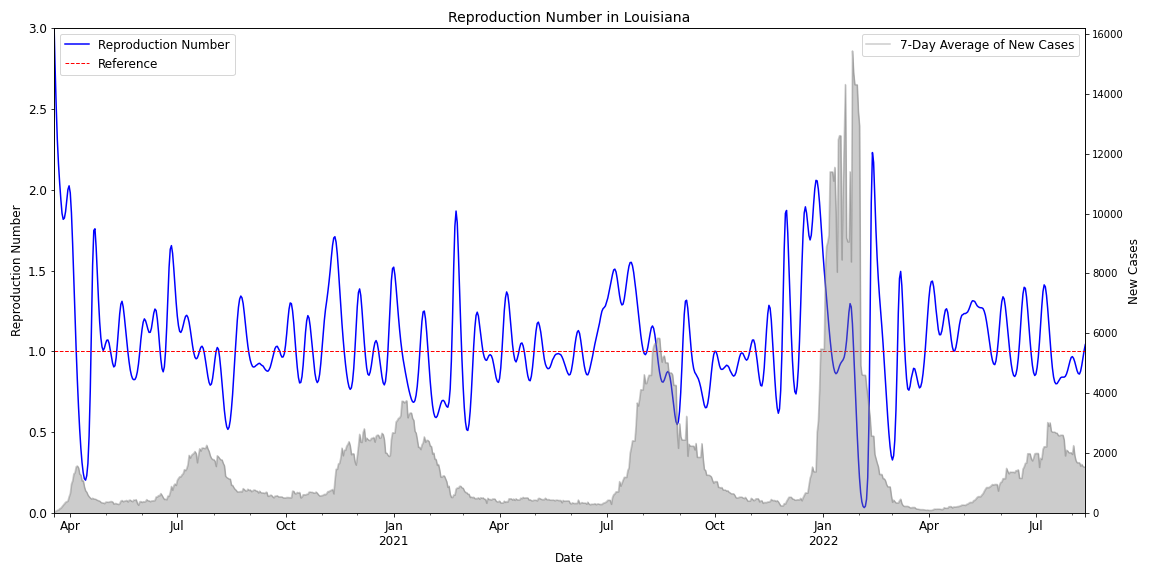 Reproduction Number in Louisiana
Reproduction Number
Reference
7-Day Average of New Cases
Reproduction Number
3.0
2.5
2.0
1.5
1.0
0.5
0.0
16000
14000
12000
10000
8000
6000
4000
2000
0
New Cases
Apr Jul Oct Jan Apr Jul Oct Jan Apr Jul
2021 2022
Date